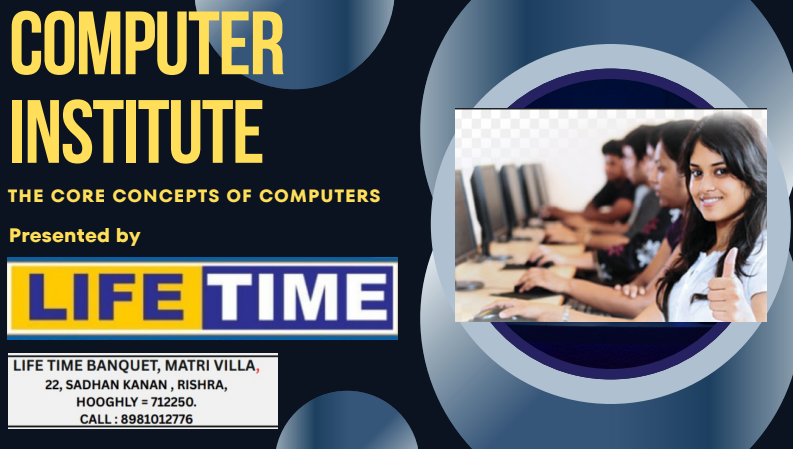 COMPUTER
INSTITUTE
THE CORE CONCEPTS OF COMPUTERS
Presented by
LIFE TIME
LIFE TIME BANQUET, MATRI VILLA,
22, SADHAN KANAN , RISHRA,
HOOGHLY = 712250.
CALL : 8981012776